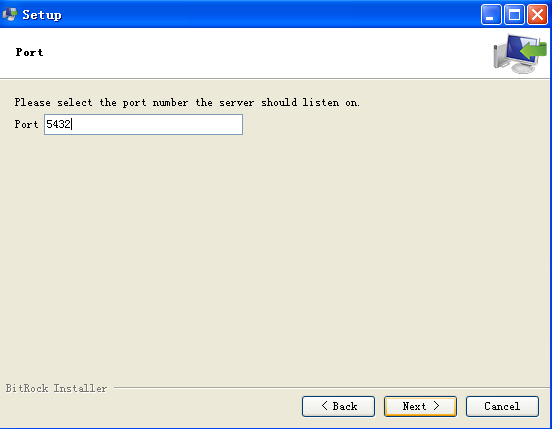 Setup
Port
Please select the port number the server should listen on.
Port 5432
BitRock Installer
< Back
Next >
Cancel